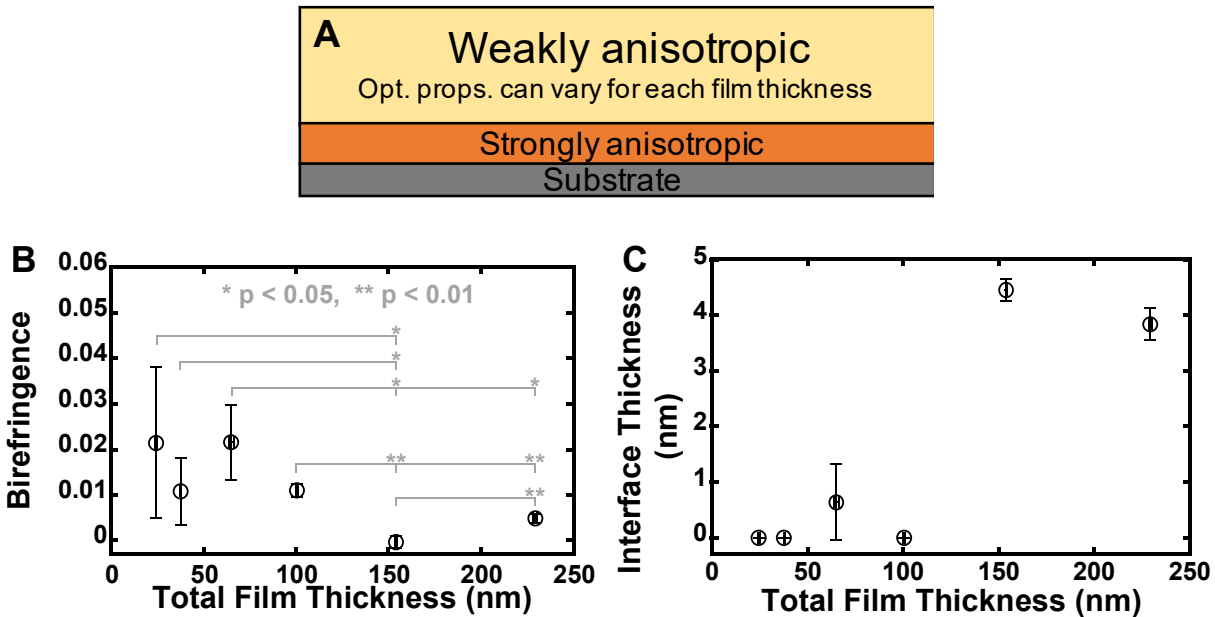 A
Weakly anisotropic
Opt. props. can vary for each film thickness
Strongly anisotropic
Substrate
B
Birefringence
0.06
0.05
0.04
0.03
0.02
0.01
0
* p < 0.05, ** p < 0.01
*
*
* *
** **
**
0 50 100 150 200 250
Total Film Thickness (nm)
C
Interface Thickness
(nm)
5
4
3
2
1
0
0 50 100 150 200 250
Total Film Thickness (nm)